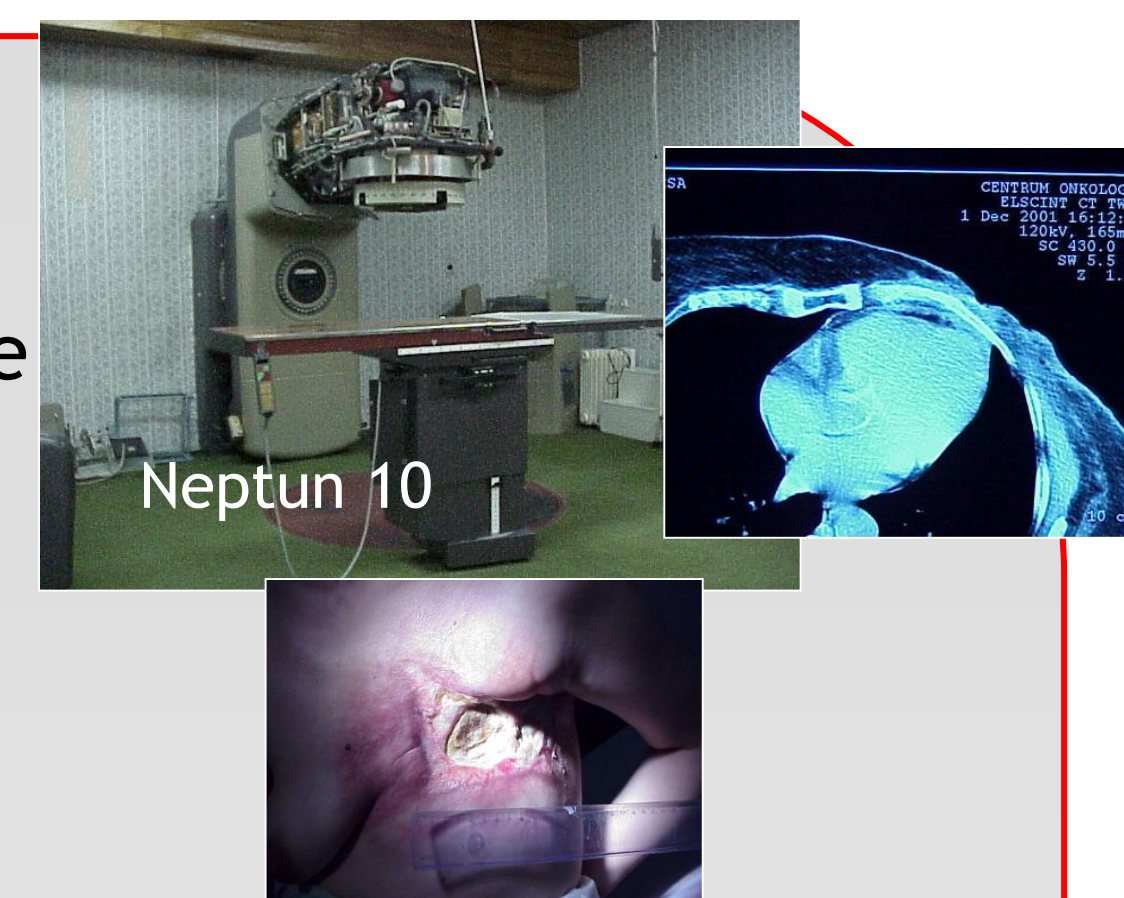 e
Neptun 10
SA
CENTRUM ONKOLOG
ELSCINT CT TW
1 Dec 2001 16:12:
120kV, 165m
SC 430.0
SW 5.5
Z 1.
10 c